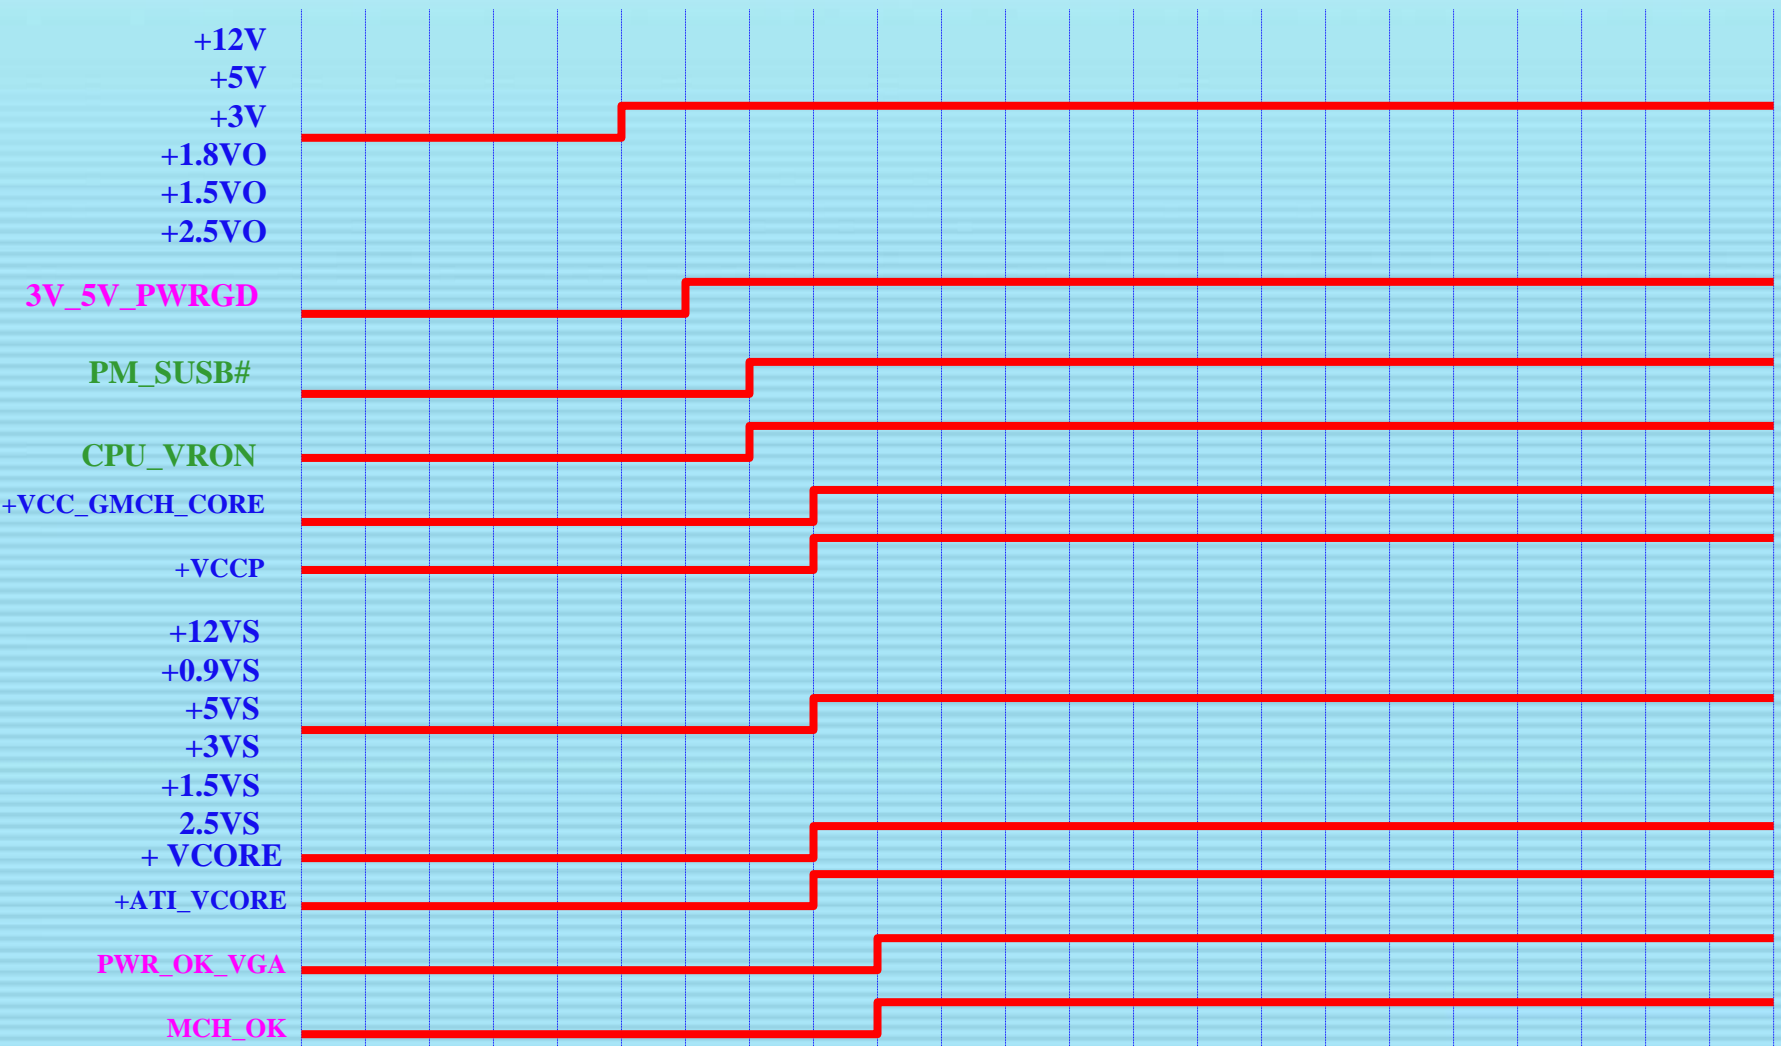 +12V
+5V
+3V
+1.8VO
+1.5VO
+2.5VO
3V_5V_PWRGD
PM_SUSB#
CPU_VRON
+VCC_GMCH_CORE
+VCCP
+12VS
+0.9VS
+5VS
+3VS
+1.5VS
2.5VS
+ VCORE
+ATI_VCORE
PWR_OK_VGA
MCH_OK